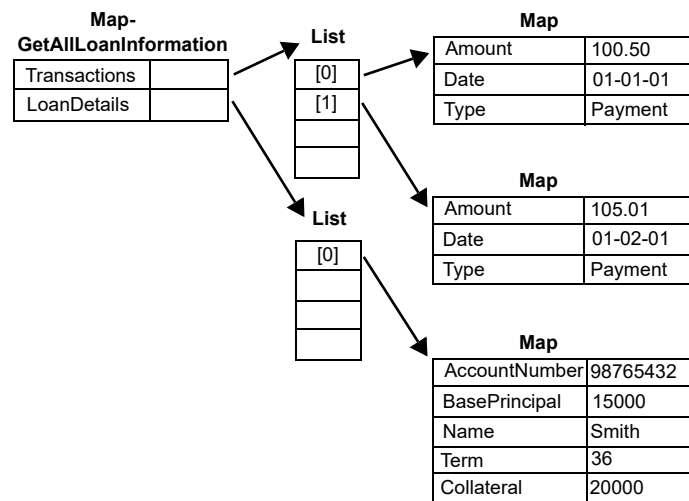 Map-
GetAllLoanInformation
Transactions
LoanDetails
List
[0]
[1]
Map
Amount 100.50
Date 01-01-01
Type Payment
Map
Amount 105.01
Date 01-02-01
Type Payment
List
[0]
Map
AccountNumber 98765432
BasePrincipal 15000
Name Smith
Term 36
Collateral 20000